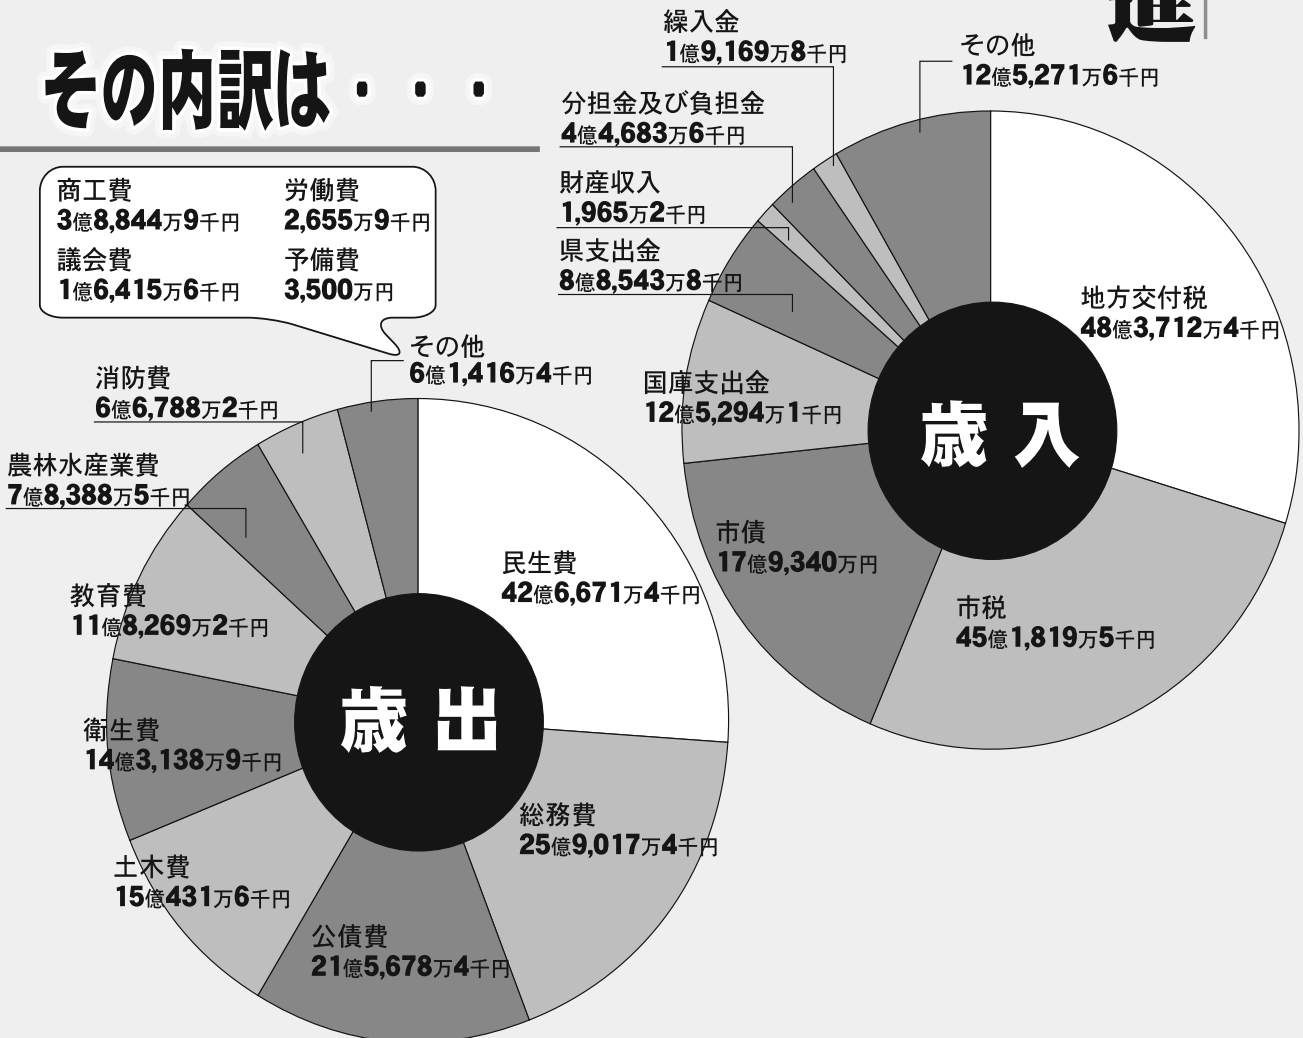 進
その内訳は・・・
商工費
3億8,844万9千円
労働費
2,655万9千円
議会費
1億6,415万6千円
予備費
3,500万円
その他
6億1,416万4千円
消防費
6億6,788万2千円
農林水産業費
7億8,388万5千円
教育費
11億8,269万2千円
衛生費
14億3,138万9千円
土木費
15億431万6千円
公債費
21億5,678万4千円
総務費
25億9,017万4千円
民生費
42億6,671万4千円
歳出
繰入金
1億9,169万8千円
その他
12億5,271万6千円
分担金及び負担金
4億4,683万6千円
財産収入
1,965万2千円
県支出金
8億8,543万8千円
国庫支出金
12億5,294万1千円
市債
17億9,340万円
市税
45億1,819万5千円
地方交付税
48億3,712万4千円
歳入